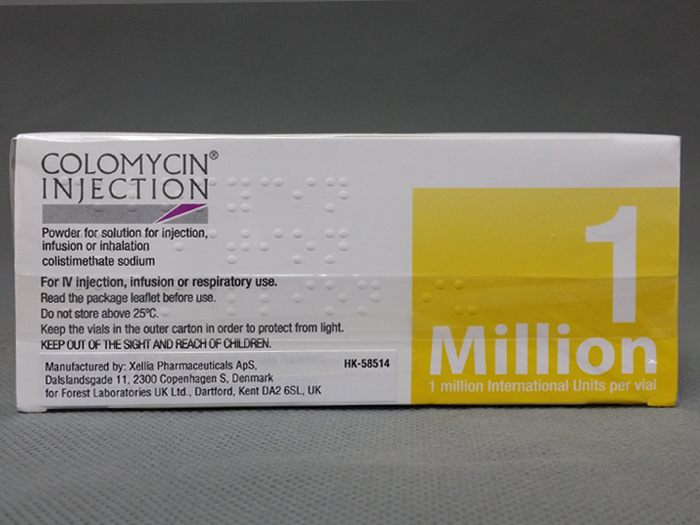 COLOMYCIN®
INJECTION
Powder for solution for injection,
infusion or inhalation
colistimethate sodium
For IV injection, infusion or respiratory use.
Read the package leaflet before use.
Do not store above 25ºC.
Keep the vials in the outer carton in order to protect from light.
KEEP OUT OF THE SIGHT AND REACH OF CHILDREN.
Manufactured by: Xellia Pharmaceuticals ApS, HK-58514
Dalslandsgade 11, 2300 Copenhagen S, Denmark
for Forest Laboratories UK Ltd., Dartford, Kent DA2 6SL, UK
1
Million
1 million International Units per vial